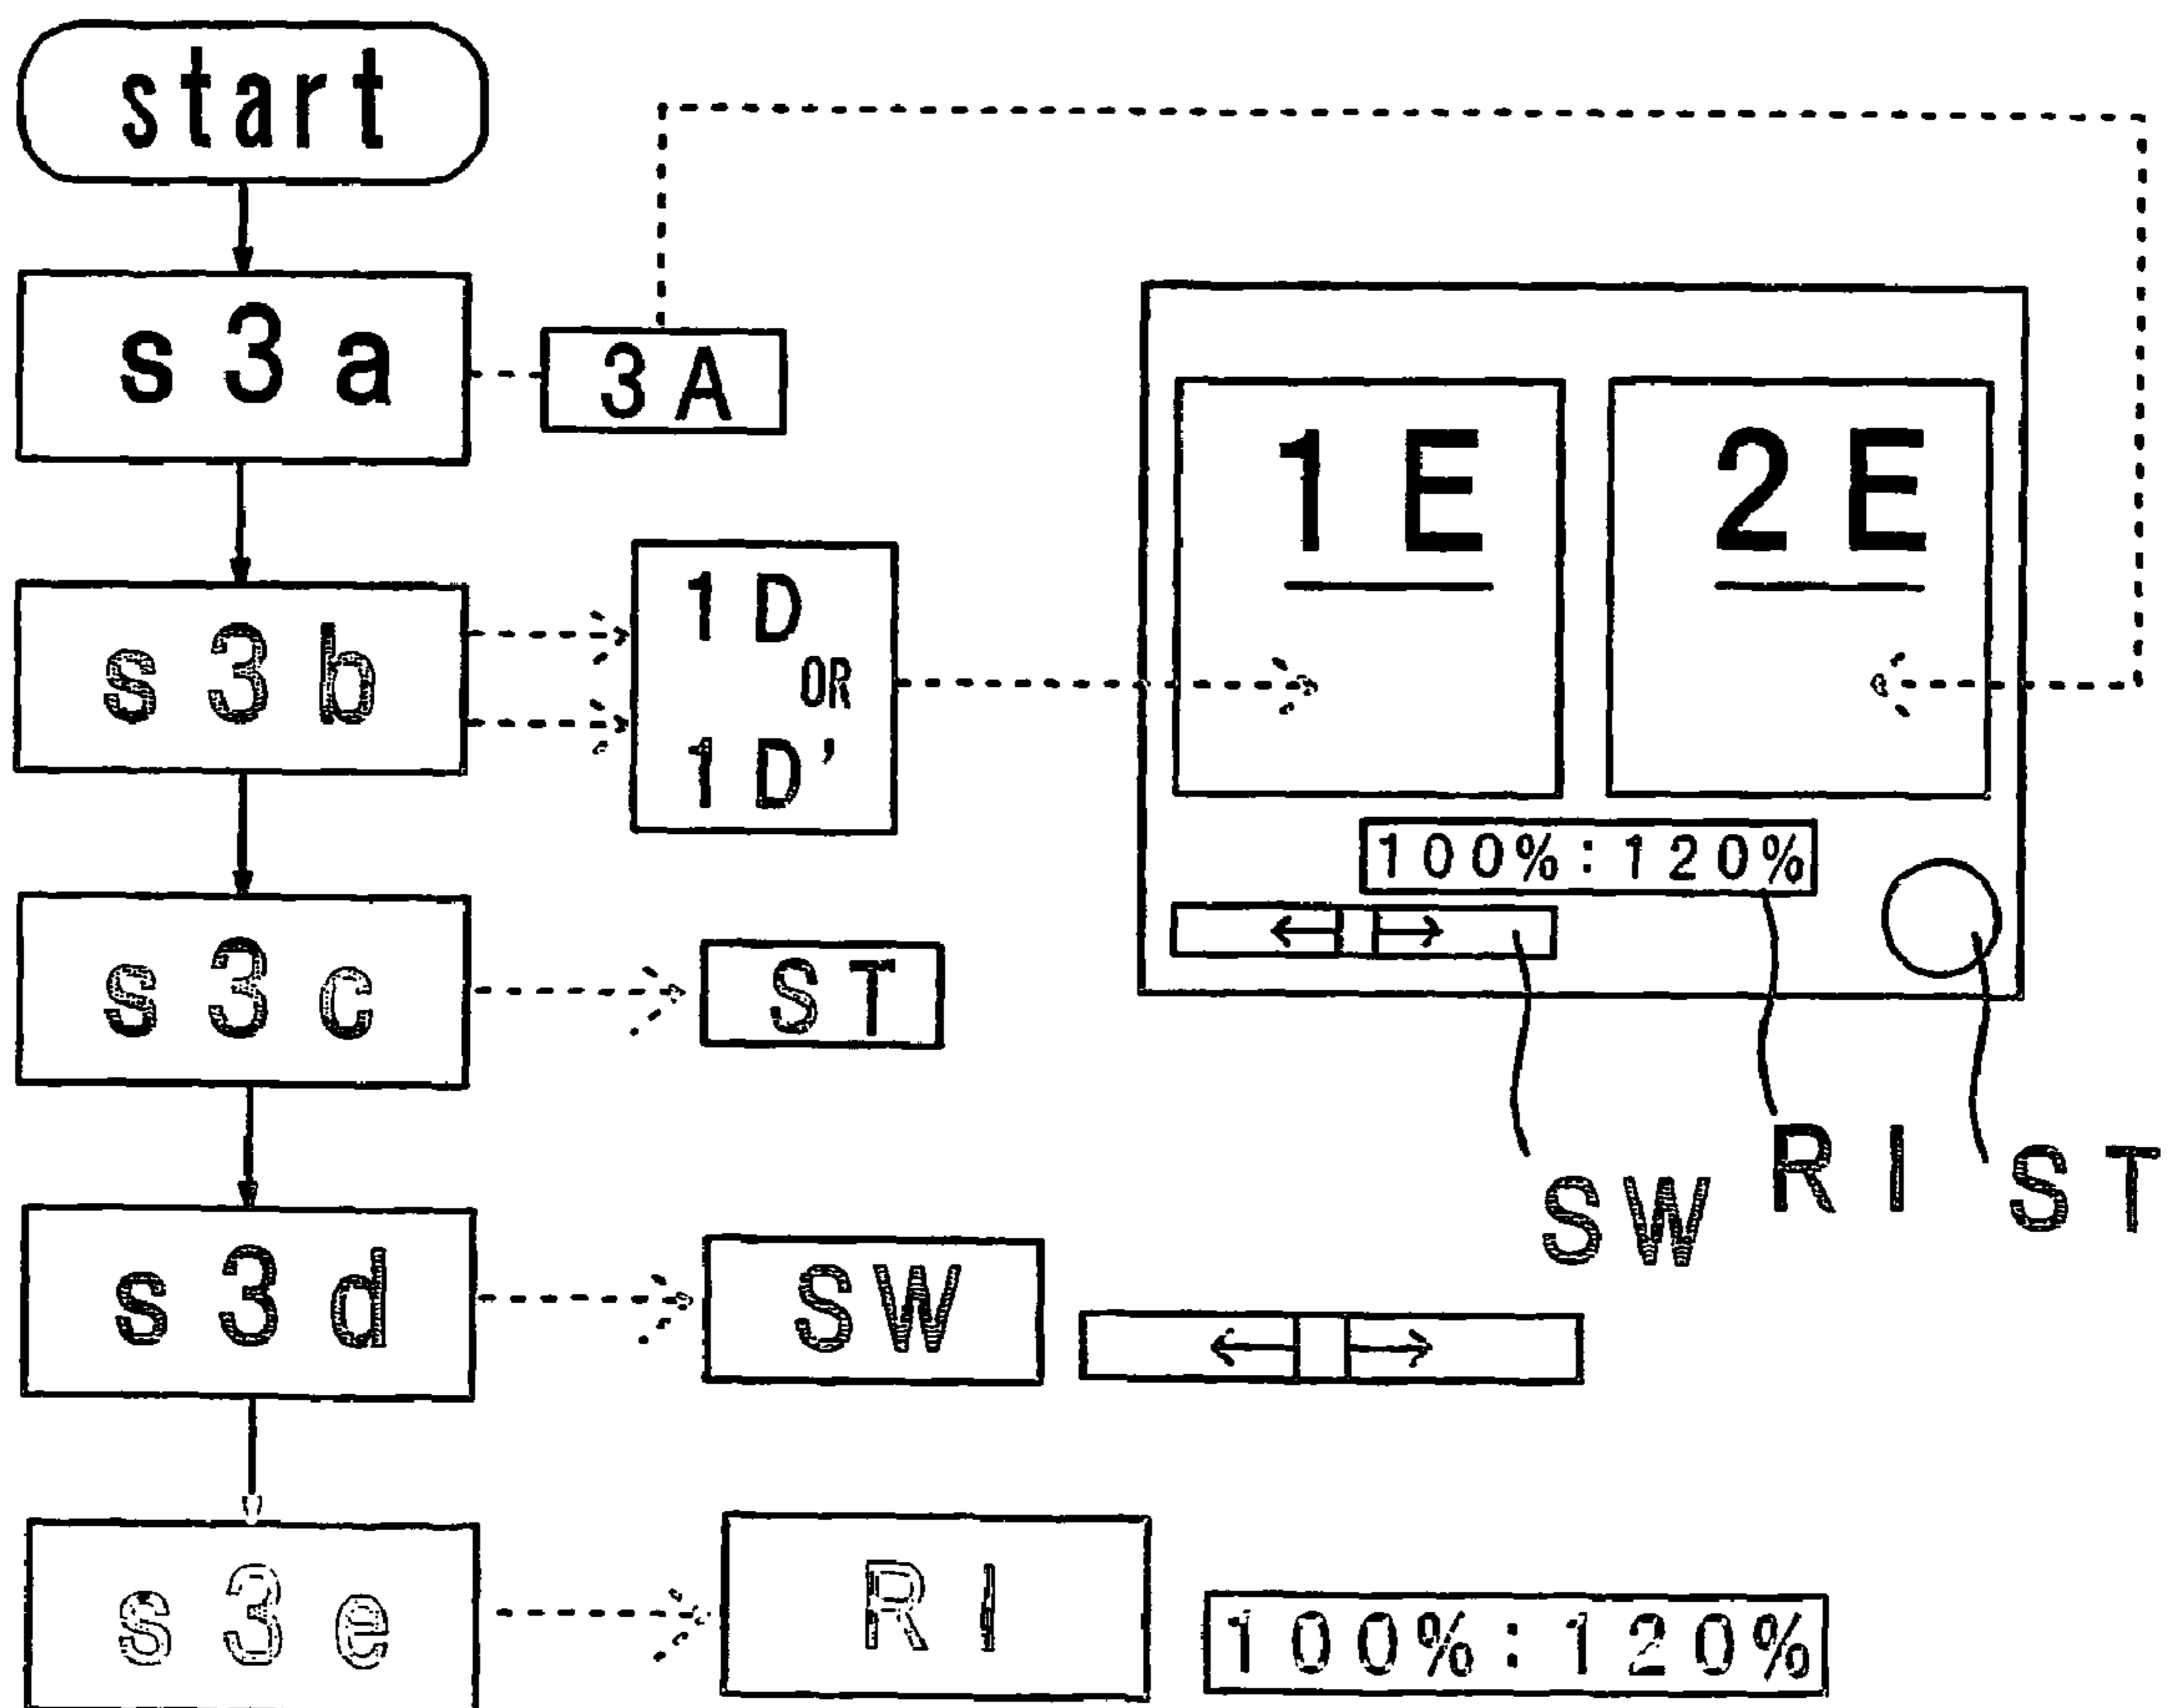 start
s3a
3A
1E
2E
s3b
1D
OR
1D'
100%:120%
s3c
ST
SW
RI
ST
s3d
SW
s3e
RI
100%:120%